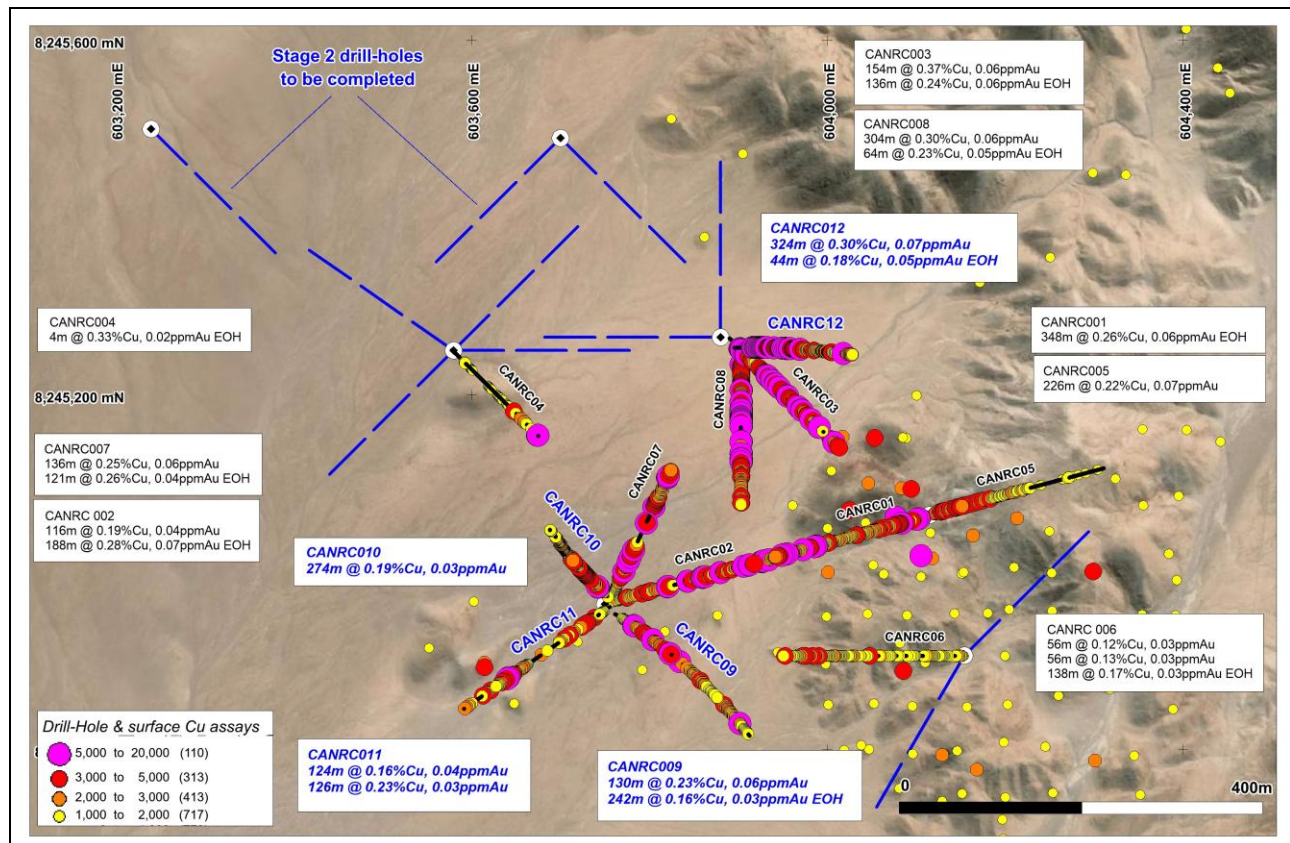 8,245,600 mN
603,200 mE
Stage 2 drill-holes
to be completed
603,600 mE
604,000 mE
604,400 mE
CANRC003
154m @ 0.37%Cu, 0.06ppmAu
136m @ 0.24%Cu, 0.06ppmAu EOH
CANRC008
304m @ 0.30%Cu, 0.06ppmAu
64m @ 0.23%Cu, 0.05ppmAu EOH
CANRC012
324m @ 0.30%Cu, 0.07ppmAu
44m @ 0.18%Cu, 0.05ppmAu EOH
CANRC004
4m @ 0.33%Cu, 0.02ppmAu EOH
CANRC001
348m @ 0.26%Cu, 0.06ppmAu EOH
CANRC005
226m @ 0.22%Cu, 0.07ppmAu
CANRC12
CANRC04
CANRC08
CANRC03
8,245,200 mN
CANRC007
136m @ 0.25%Cu, 0.06ppmAu
121m @ 0.26%Cu, 0.04ppmAu EOH
CANRC 002
116m @ 0.19%Cu, 0.04ppmAu
188m @ 0.28%Cu, 0.07ppmAu EOH
CANRC07
CANRC05
CANRC01
CANRC10
CANRC02
CANRC010
274m @ 0.19%Cu, 0.03ppmAu
CANRC11
CANRC09
CANRC06
CANRC 006
56m @ 0.12%Cu, 0.03ppmAu
56m @ 0.13%Cu, 0.03ppmAu
138m @ 0.17%Cu, 0.03ppmAu EOH
Drill-Hole & surface Cu assays
5,000 to 20,000 (110)
3,000 to 5,000 (313)
2,000 to 3,000 (413)
1,000 to 2,000 (717)
CANRC011
124m @ 0.16%Cu, 0.04ppmAu
126m @ 0.23%Cu, 0.03ppmAu
CANRC009
130m @ 0.23%Cu, 0.06ppmAu
242m @ 0.16%Cu, 0.03ppmAu EOH
0
400m